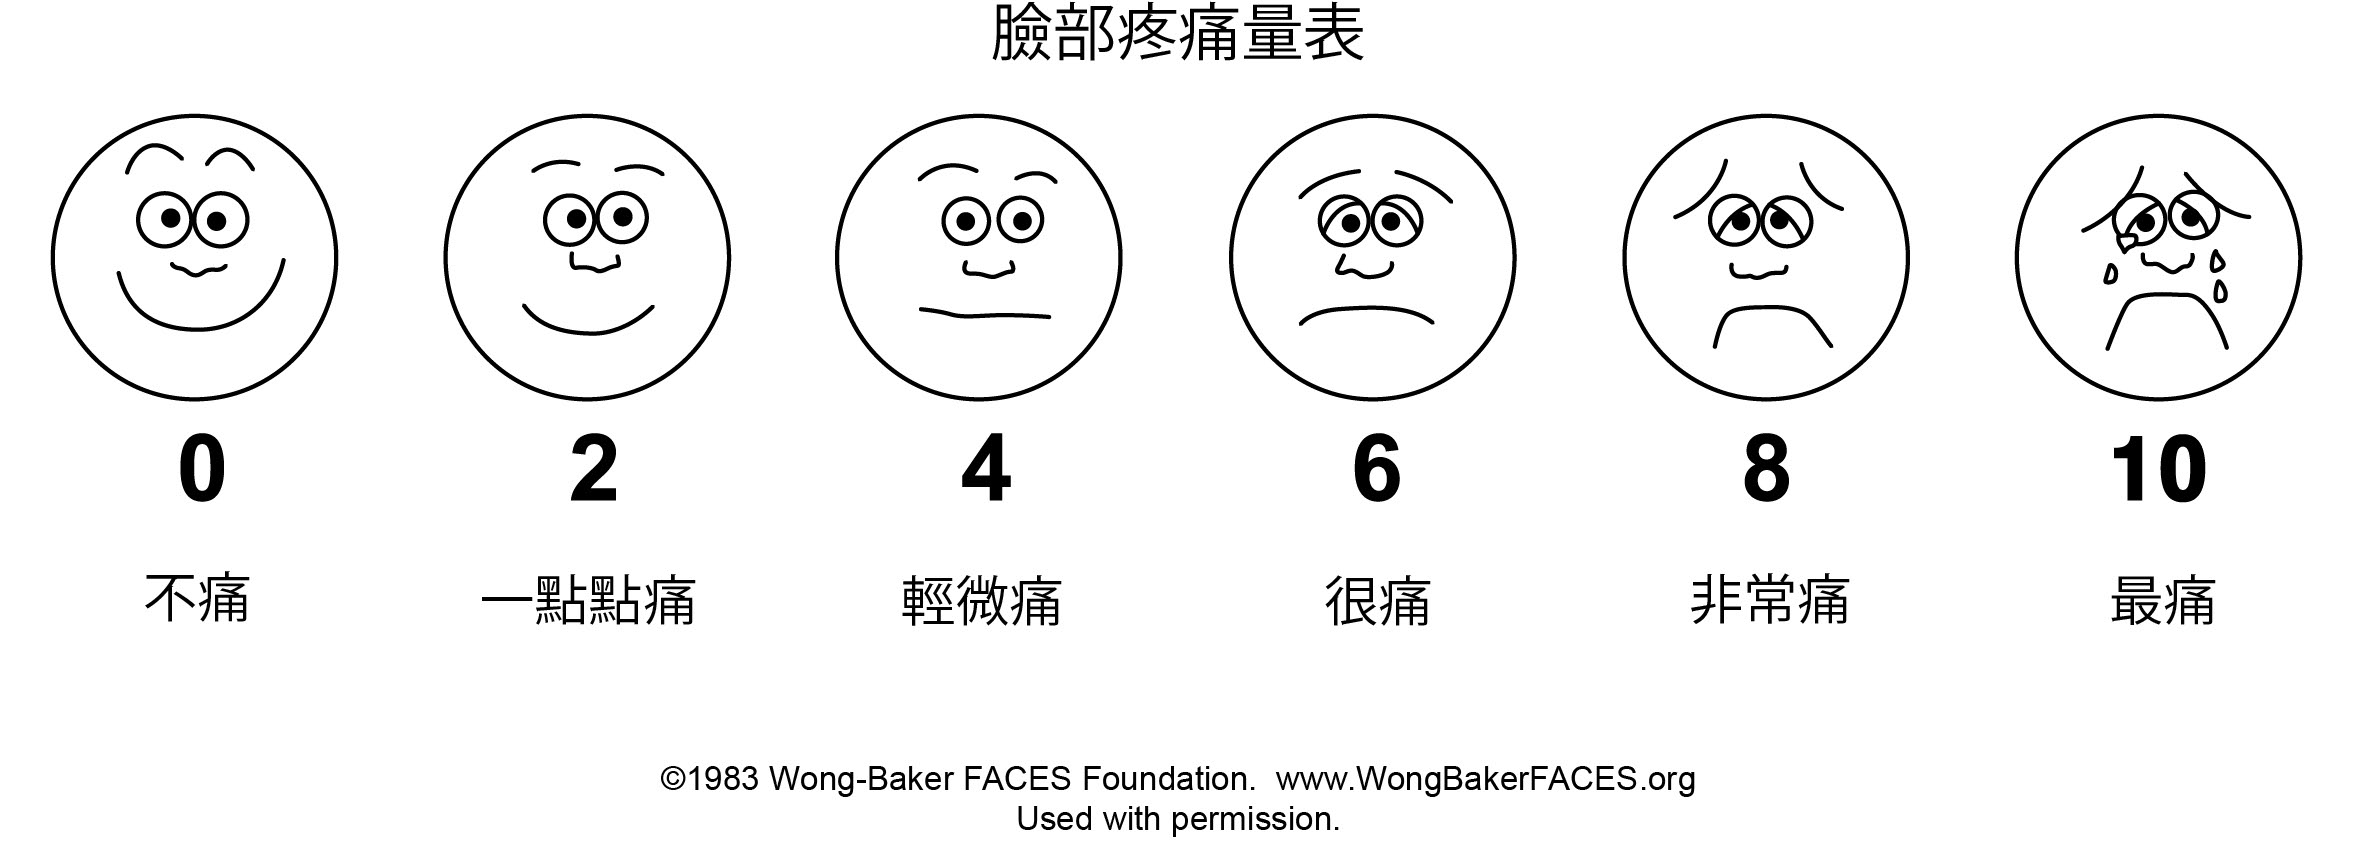 臉部疼痛量表
0 2 4 6 8 10
不痛 一點點痛 輕微痛 很痛 非常痛 最痛
©1983 Wong-Baker FACES Foundation. www.WongBakerFACES.org
Used with permission.